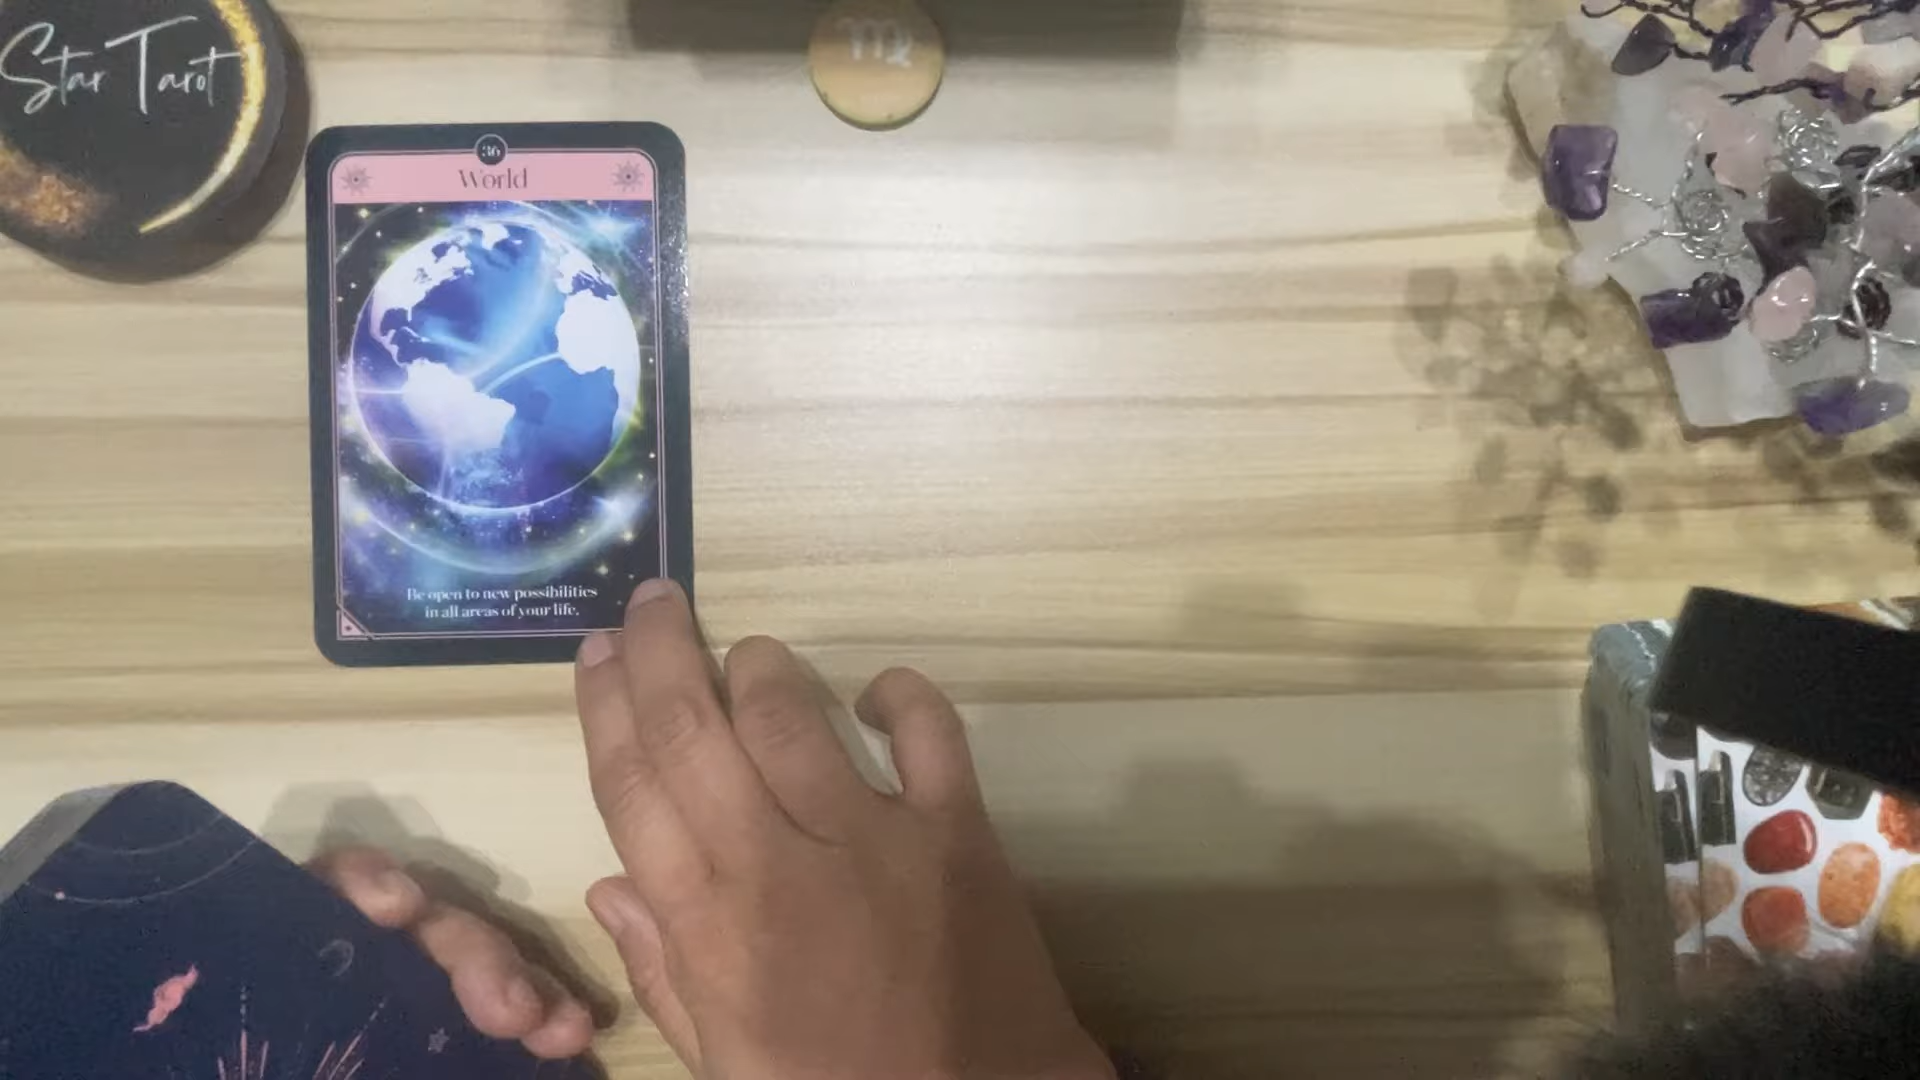 Star Tarot
♍
36
World
Be open to new possibilities
in all areas of your life.